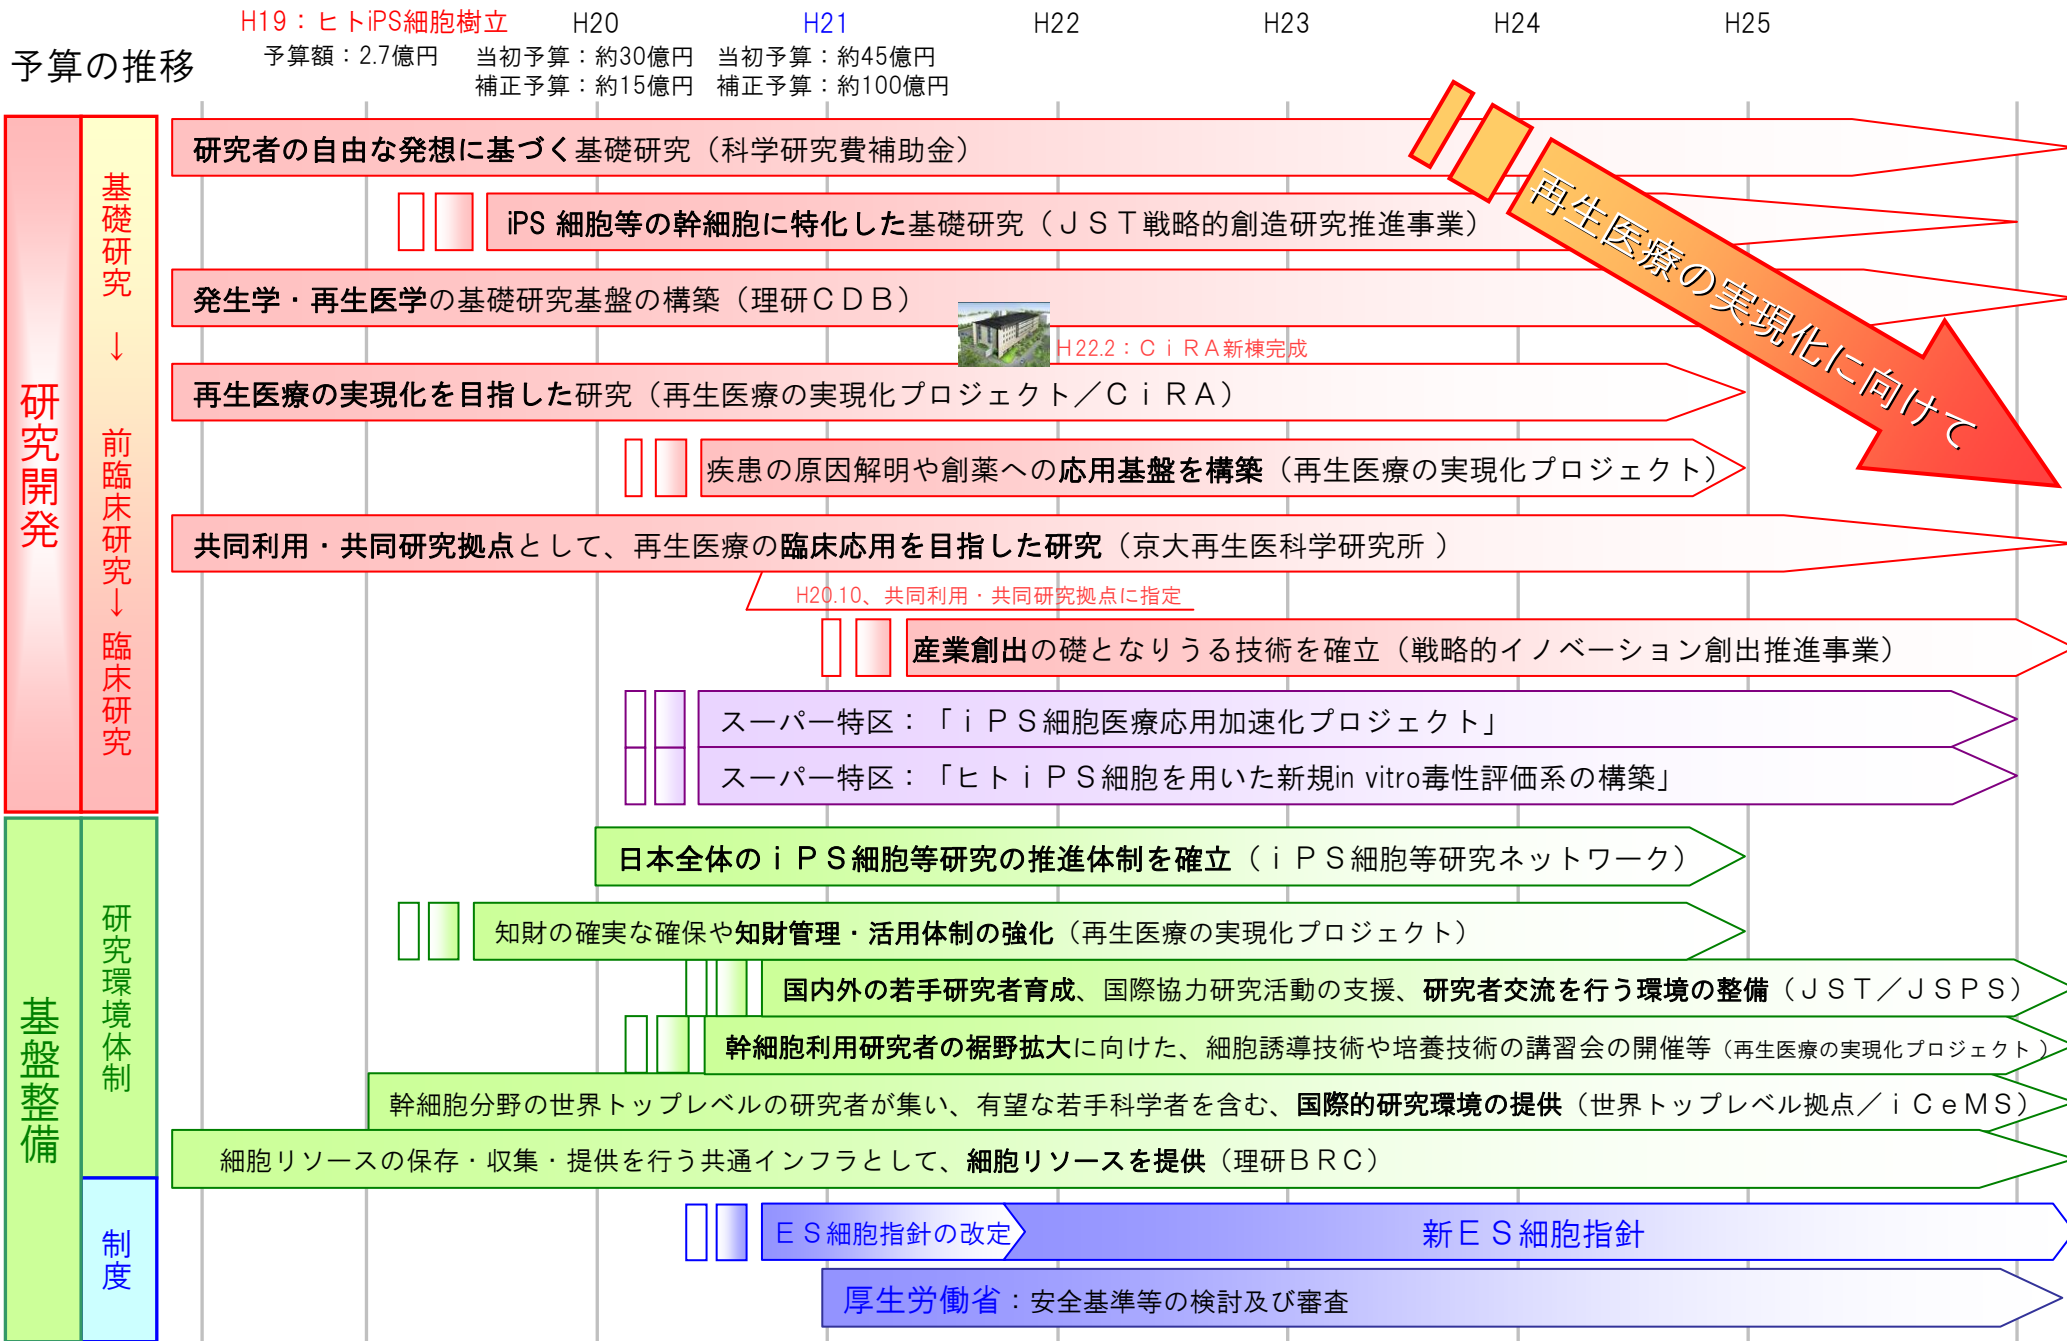 H19：ヒトiPS細胞樹立
H20
H21
H22
H23
H24
H25
予算の推移
予算額：2.7億円
当初予算：約30億円
補正予算：約15億円
当初予算：約45億円
補正予算：約100億円
研究開発
基礎研究
↓
前臨床研究
↓
臨床研究
研究者の自由な発想に基づく基礎研究（科学研究費補助金）
iPS 細胞等の幹細胞に特化した基礎研究（ＪＳＴ戦略的創造研究推進事業）
発生学・再生医学の基礎研究基盤の構築（理研ＣＤＢ）
H22.2：ＣｉＲＡ新棟完成
再生医療の実現化を目指した研究（再生医療の実現化プロジェクト／ＣｉＲＡ）
疾患の原因解明や創薬への応用基盤を構築（再生医療の実現化プロジェクト）
共同利用・共同研究拠点として、再生医療の臨床応用を目指した研究（京大再生医科学研究所 ）
H20.10、共同利用・共同研究拠点に指定
産業創出の礎となりうる技術を確立（戦略的イノベーション創出推進事業）
スーパー特区：「ｉＰＳ細胞医療応用加速化プロジェクト」
スーパー特区：「ヒトｉＰＳ細胞を用いた新規in vitro毒性評価系の構築」
再生医療の実現化に向けて
基盤整備
研究環境体制
日本全体のｉＰＳ細胞等研究の推進体制を確立（ｉＰＳ細胞等研究ネットワーク）
知財の確実な確保や知財管理・活用体制の強化（再生医療の実現化プロジェクト）
国内外の若手研究者育成、国際協力研究活動の支援、研究者交流を行う環境の整備（ＪＳＴ／ＪＳＰＳ）
幹細胞利用研究者の裾野拡大に向けた、細胞誘導技術や培養技術の講習会の開催等（再生医療の実現化プロジェクト ）
幹細胞分野の世界トップレベルの研究者が集い、有望な若手科学者を含む、国際的研究環境の提供（世界トップレベル拠点／ｉＣｅＭＳ）
細胞リソースの保存・収集・提供を行う共通インフラとして、細胞リソースを提供（理研ＢＲＣ）
制度
ＥＳ細胞指針の改定
新ＥＳ細胞指針
厚生労働省：安全基準等の検討及び審査